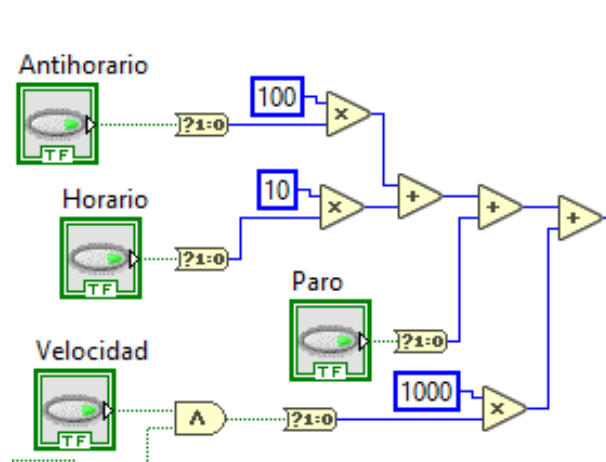 Antihorario
100
TF
?1:0
x
Horario
10
TF
?1:0
x
+
+
+
Paro
TF
?1:0
Velocidad
TF
Λ
?1:0
1000
x